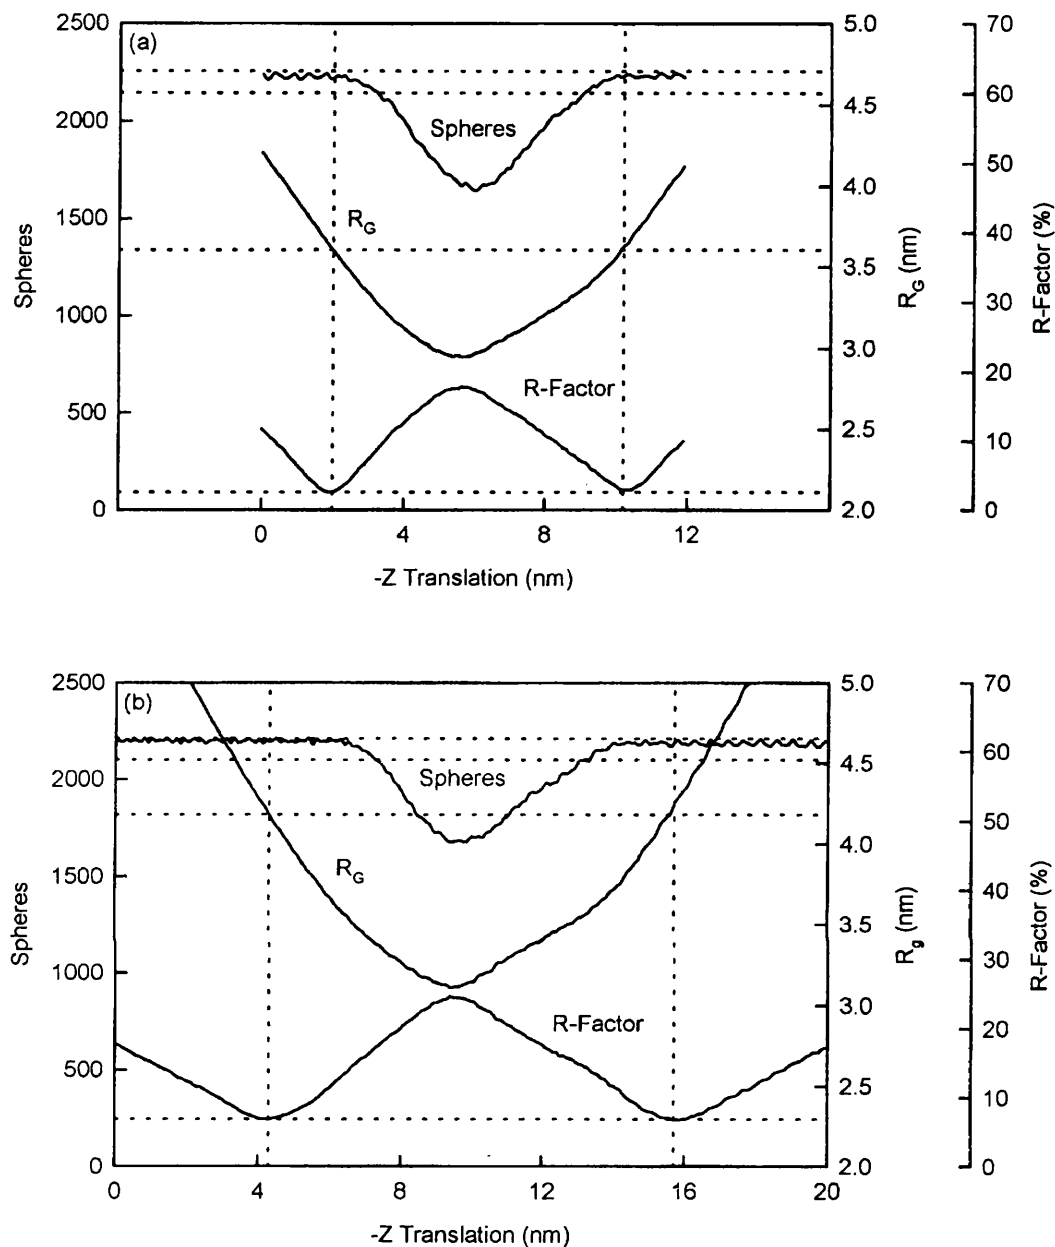 (a)
2500
2000
1500
1000
500
0
Spheres
5.0
4.5
4.0
3.5
3.0
2.5
2.0
R_G (nm)
70
60
50
40
30
20
10
0
R-Factor (%)
Spheres
R_G
R-Factor
0 4 8 12
-Z Translation (nm)
(b)
2500
2000
1500
1000
500
0
Spheres
5.0
4.5
4.0
3.5
3.0
2.5
2.0
R_g (nm)
70
60
50
40
30
20
10
0
R-Factor (%)
Spheres
R_G
R-Factor
0 4 8 12 16 20
-Z Translation (nm)